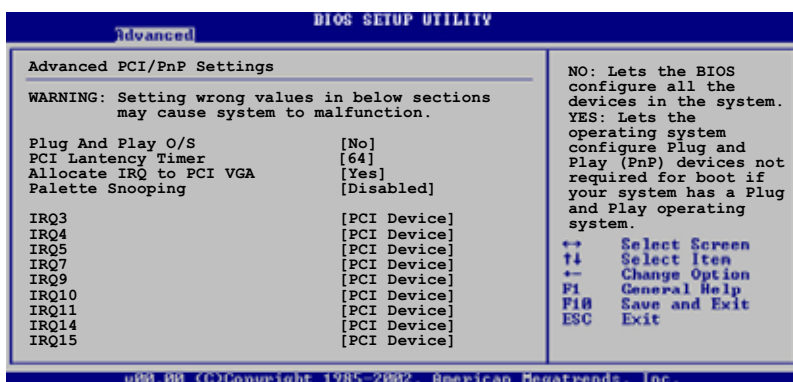 BIOS SETUP UTILITY
Advanced
Advanced PCI/PnP Settings
WARNING: Setting wrong values in below sections
may cause system to malfunction.
Plug And Play O/S [No]
PCI Lantency Timer [64]
Allocate IRQ to PCI VGA [Yes]
Palette Snooping [Disabled]
IRQ3 [PCI Device]
IRQ4 [PCI Device]
IRQ5 [PCI Device]
IRQ7 [PCI Device]
IRQ9 [PCI Device]
IRQ10 [PCI Device]
IRQ11 [PCI Device]
IRQ14 [PCI Device]
IRQ15 [PCI Device]
NO: Lets the BIOS
configure all the
devices in the system.
YES: Lets the
operating system
configure Plug and
Play (PnP) devices not
required for boot if
your system has a Plug
and Play operating
system.
↔ Select Screen
↑↓ Select Item
+- Change Option
F1 General Help
F10 Save and Exit
ESC Exit
v00.00 (C)Copyright 1985-2002, American Megatrends, Inc.